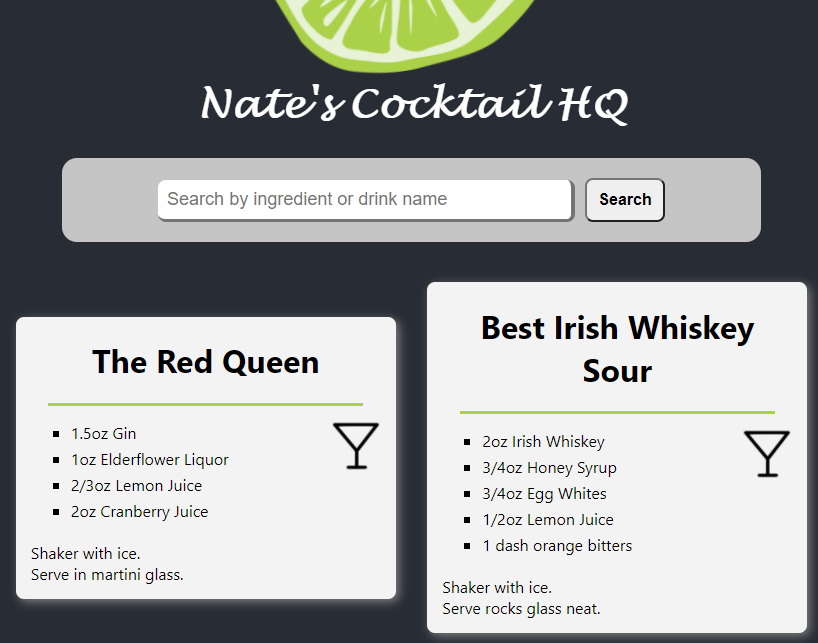 Nate's Cocktail HQ
Search by ingredient or drink name
Search
The Red Queen
1.5oz Gin
1oz Elderflower Liquor
2/3oz Lemon Juice
2oz Cranberry Juice
Shaker with ice.
Serve in martini glass.
Best Irish Whiskey
Sour
2oz Irish Whiskey
3/4oz Honey Syrup
3/4oz Egg Whites
1/2oz Lemon Juice
1 dash orange bitters
Shaker with ice.
Serve rocks glass neat.